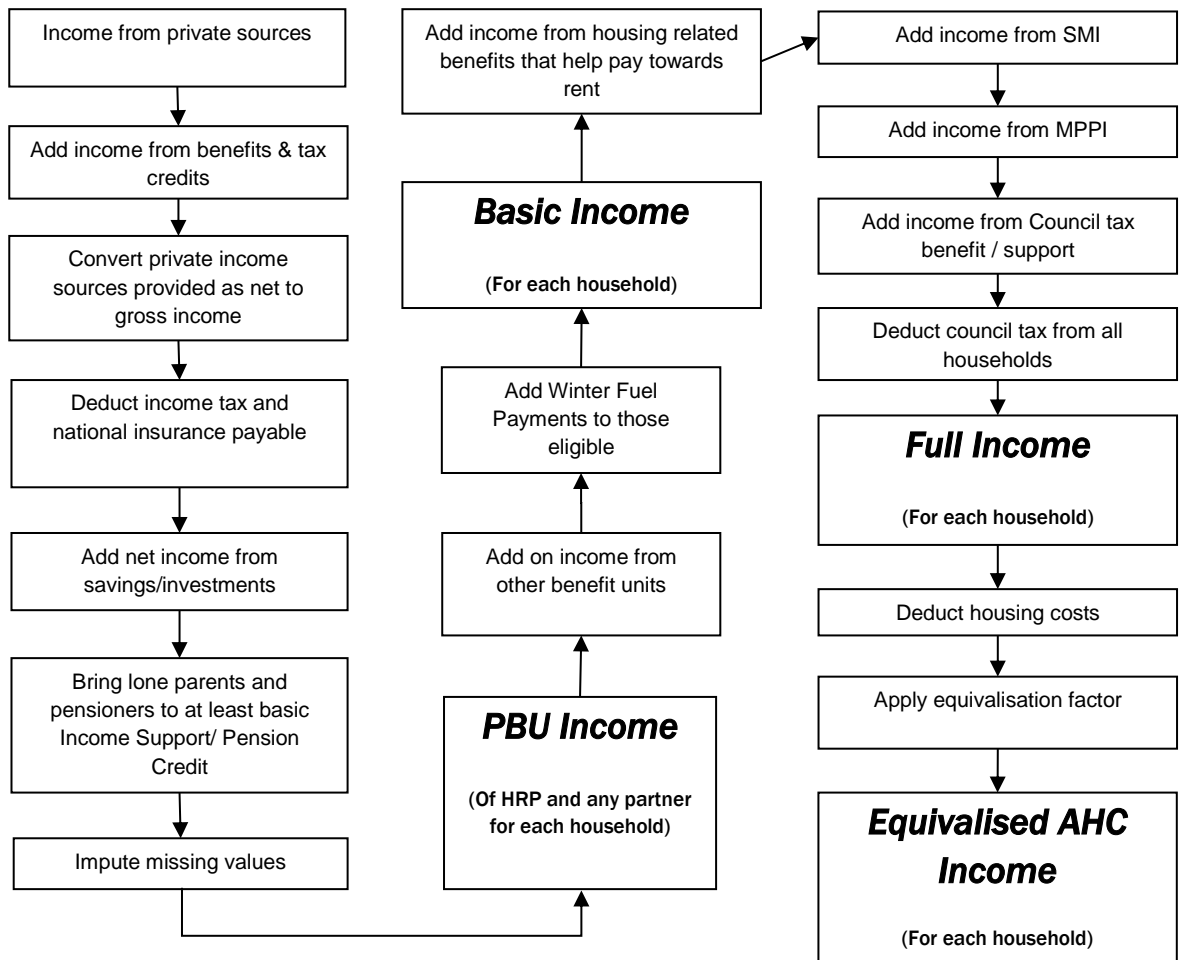 Income from private sources
Add income from benefits & tax
credits
Convert private income
sources provided as net to
gross income
Deduct income tax and
national insurance payable
Add net income from
savings/investments
Bring lone parents and
pensioners to at least basic
Income Support/ Pension
Credit
Impute missing values
PBU Income
(Of HRP and any partner
for each household)
Add on income from
other benefit units
Add Winter Fuel
Payments to those
eligible
Basic Income
(For each household)
Add income from housing related
benefits that help pay towards
rent
Add income from SMI
Add income from MPPI
Add income from Council tax
benefit / support
Deduct council tax from all
households
Full Income
(For each household)
Deduct housing costs
Apply equivalisation factor
Equivalised AHC
Income
(For each household)